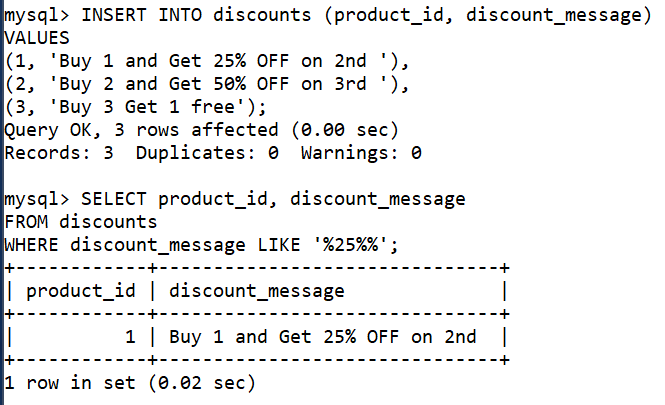 mysql> INSERT INTO discounts (product_id, discount_message)
VALUES
(1, 'Buy 1 and Get 25% OFF on 2nd '),
(2, 'Buy 2 and Get 50% OFF on 3rd '),
(3, 'Buy 3 Get 1 free');
Query OK, 3 rows affected (0.00 sec)
Records: 3  Duplicates: 0  Warnings: 0

mysql> SELECT product_id, discount_message
FROM discounts
WHERE discount_message LIKE '%25%%';
+------------+-------------------------------+
| product_id | discount_message              |
+------------+-------------------------------+
|          1 | Buy 1 and Get 25% OFF on 2nd  |
+------------+-------------------------------+
1 row in set (0.02 sec)